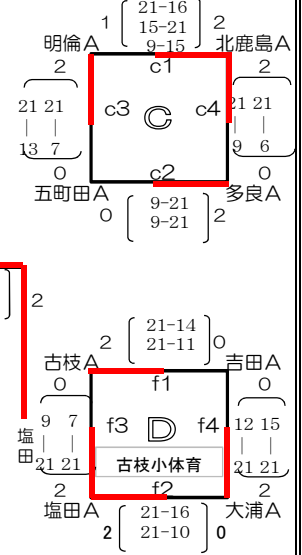 21-16
1 15-21 2
9-15
明倫A 北鹿島A
c1
2 2
21 21 c3 Ⓒ c4 21 21
| | | |
13 7 9 6
0 c2 0
五町田A 多良A
0 9-21 2
9-21
2
2 21-14 0
21-11
古枝A 吉田A
0 f1 0
9 7 f3 D f4 12 15
| | | |
21 21 古枝小体育 21 21
塩田
2 f2 2
塩田A 大浦A
2 21-16 0
21-10